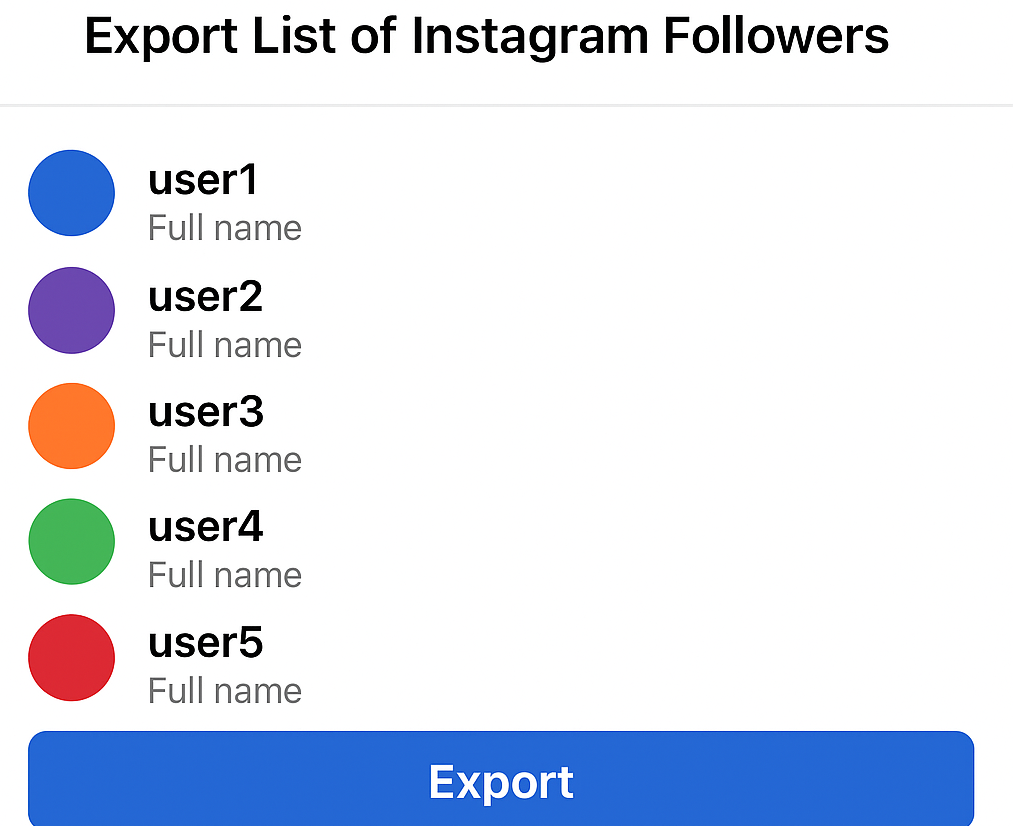 Export List of Instagram Followers
user1
Full name
user2
Full name
user3
Full name
user4
Full name
user5
Full name
Export